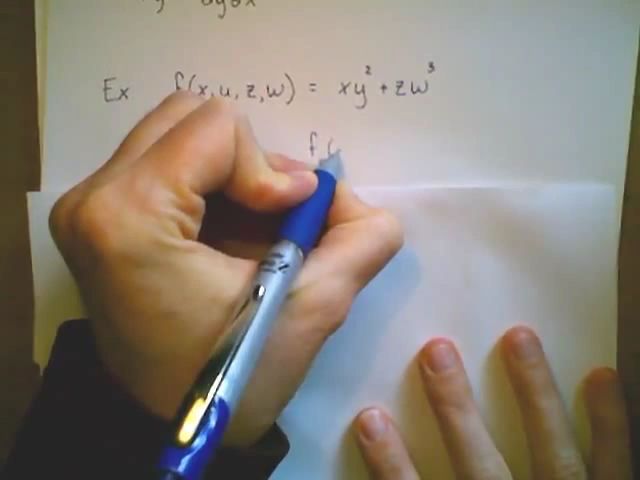 Ex f(x,y,z,w) = xy² + zw³
f(